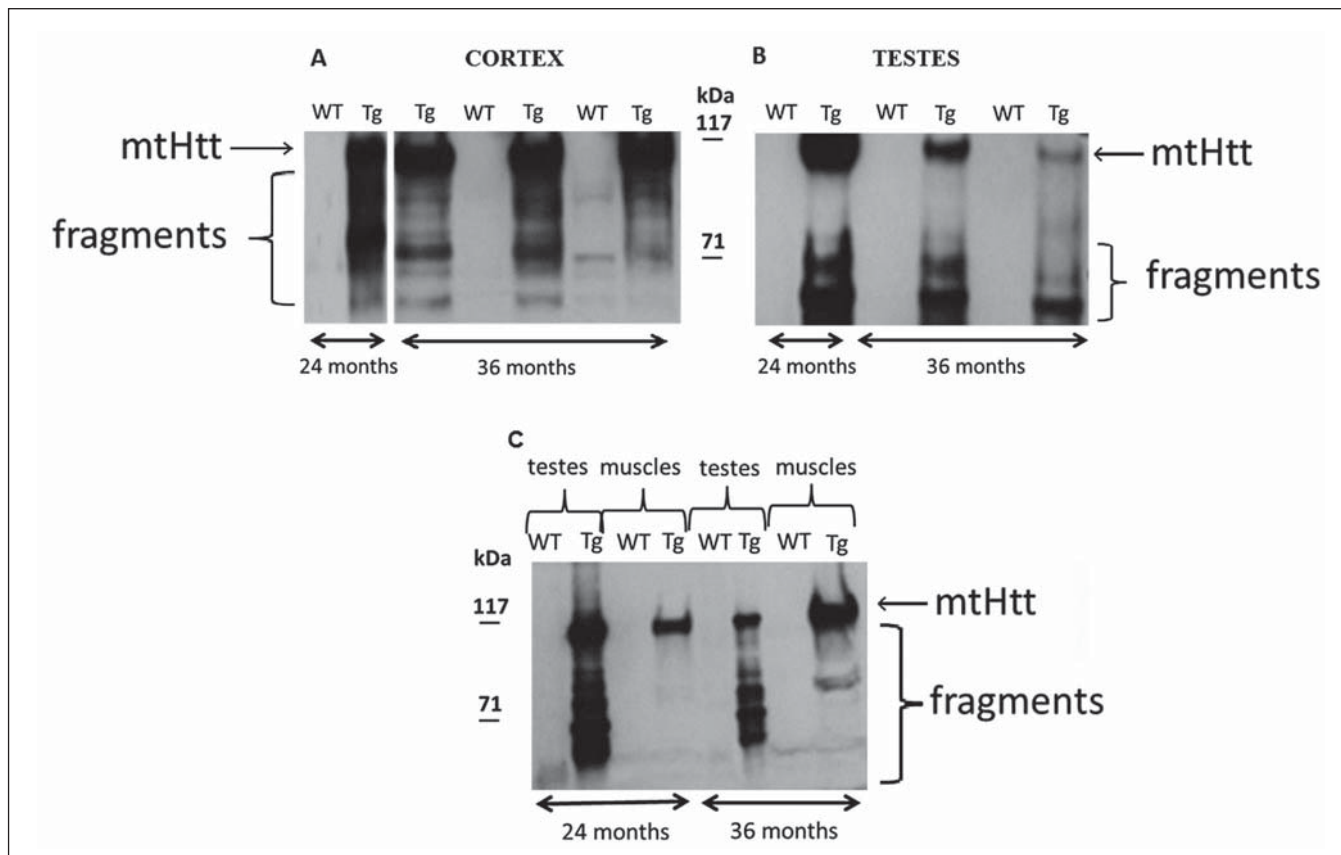 A CORTEX B TESTES
WT Tg Tg WT Tg WT Tg kDa WT Tg WT Tg WT Tg
117
mtHtt mtHtt
fragments 71 fragments
24 months 36 months 24 months 36 months
C
testes muscles testes muscles
WT Tg WT Tg WT Tg WT Tg
kDa
117 mtHtt
71 fragments
24 months 36 months